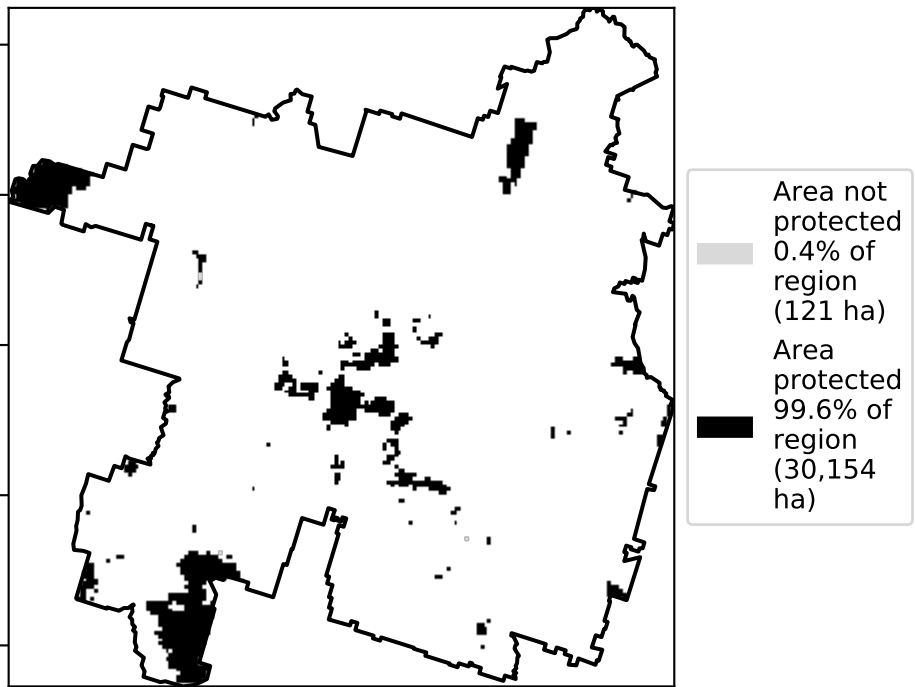 Area not
protected
0.4% of
region
(121 ha)
Area
protected
99.6% of
region
(30,154
ha)